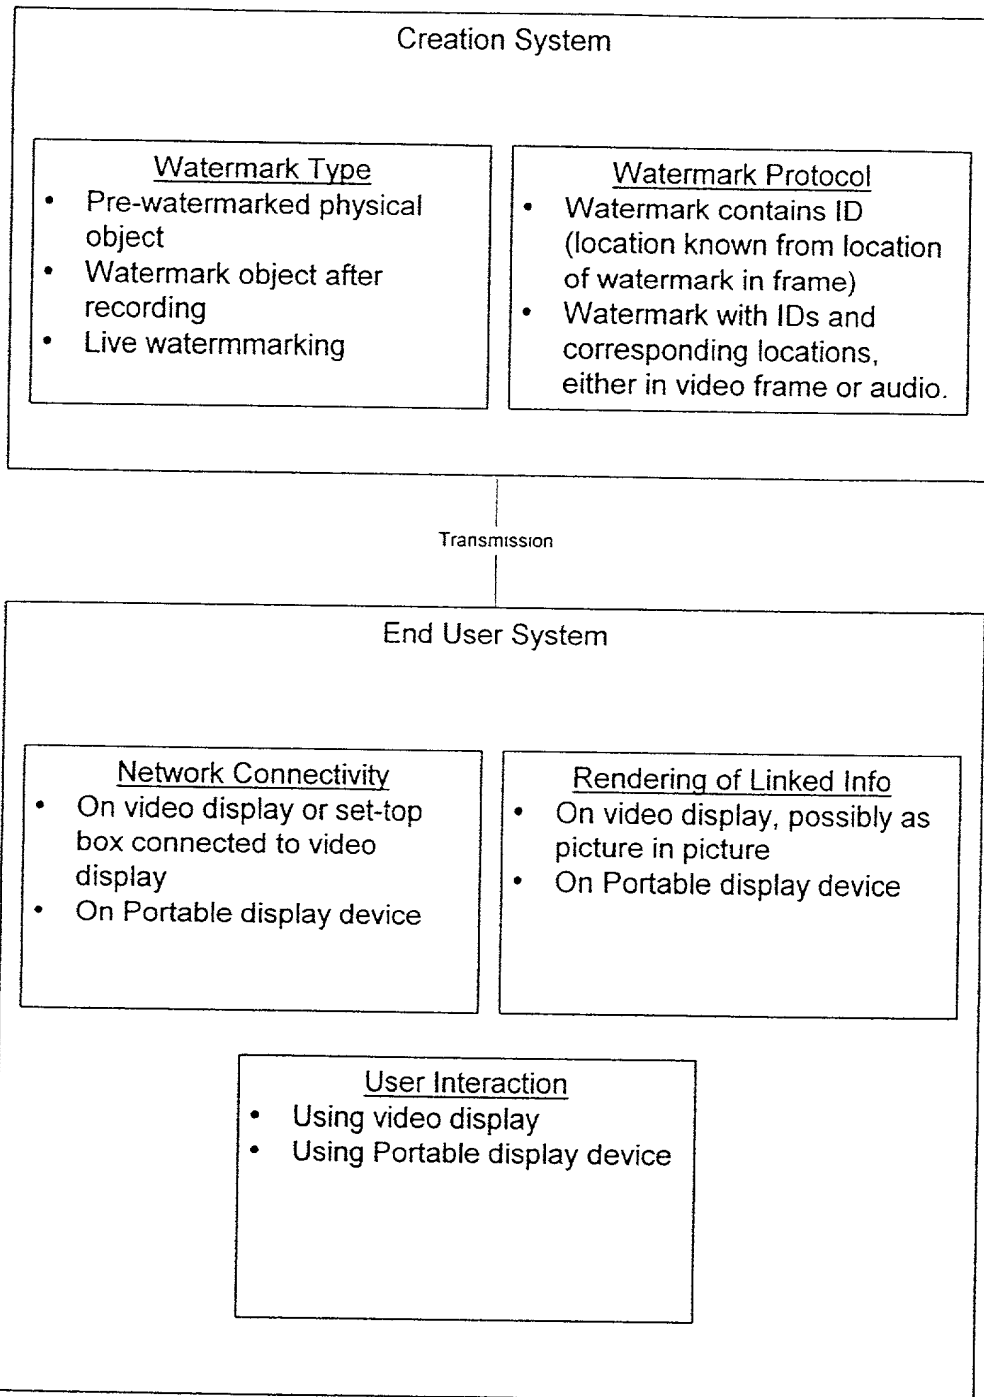 Creation System
Watermark Type
• Pre-watermarked physical
object
• Watermark object after
recording
• Live watermmarking
Watermark Protocol
• Watermark contains ID
(location known from location
of watermark in frame)
• Watermark with IDs and
corresponding locations,
either in video frame or audio.
Transmission
End User System
Network Connectivity
• On video display or set-top
box connected to video
display
• On Portable display device
Rendering of Linked Info
• On video display, possibly as
picture in picture
• On Portable display device
User Interaction
• Using video display
• Using Portable display device